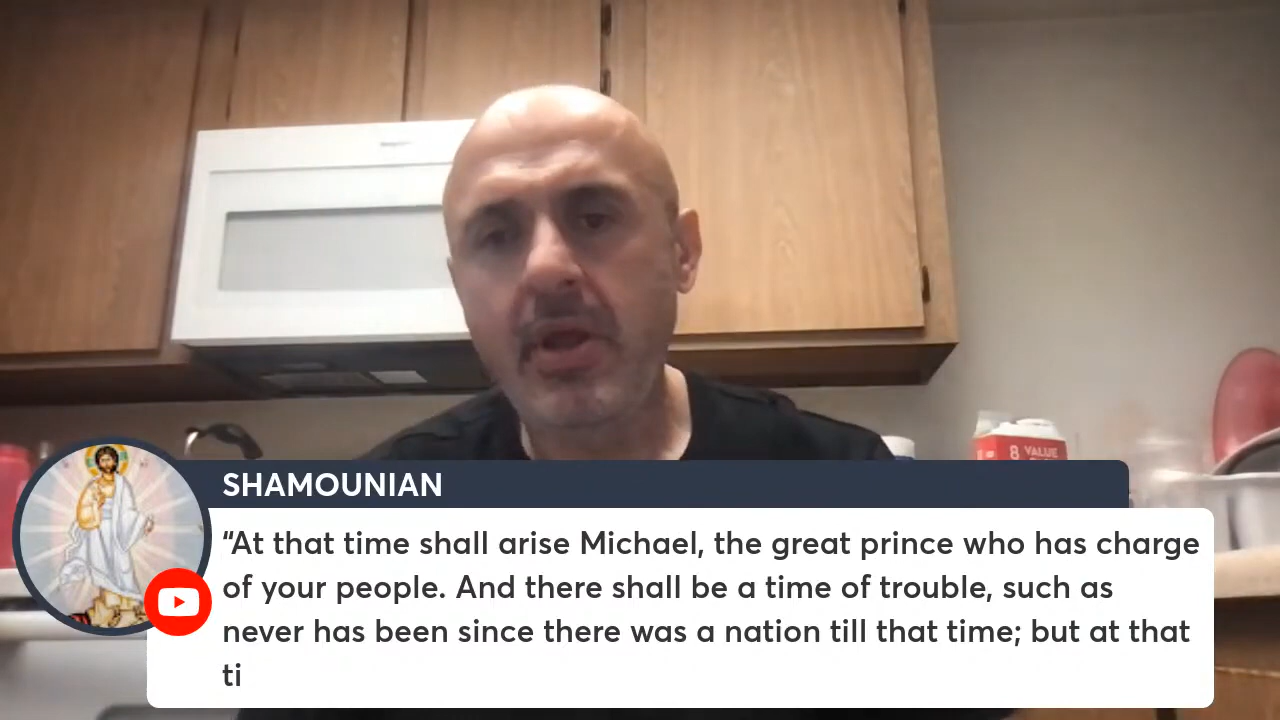 8 VALUE
SHAMOUNIAN
“At that time shall arise Michael, the great prince who has charge
of your people. And there shall be a time of trouble, such as
never has been since there was a nation till that time; but at that
ti